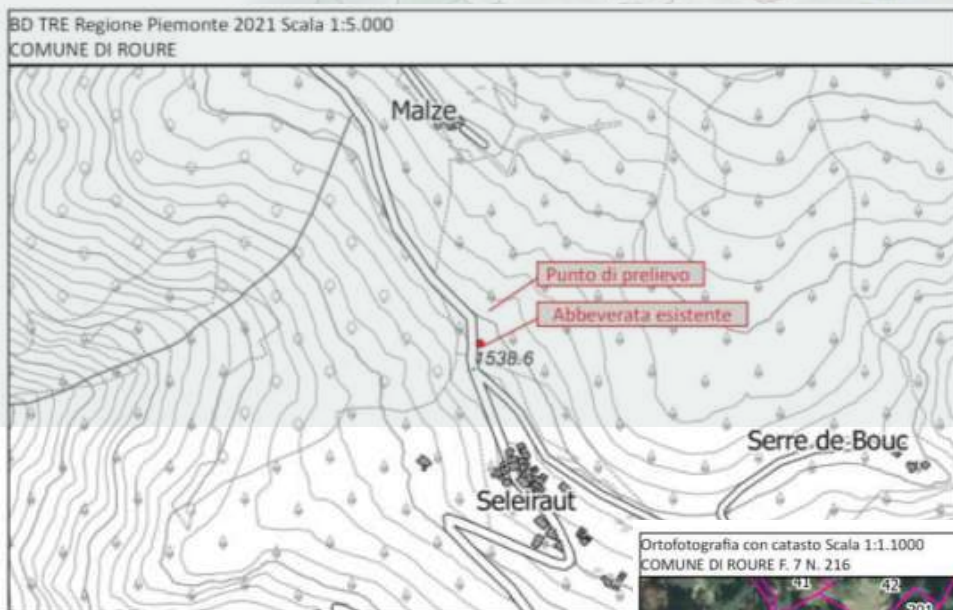 BD TRE Regione Piemonte 2021 Scala 1:5.000
COMUNE DI ROURE
Malze
Punto di prelievo
Abbeverata esistente
1538.6
Serre de Bouc
Seleiraut
Ortofotografia con catasto Scala 1:1.1000
COMUNE DI ROURE F. 7 N. 216
41
42
201